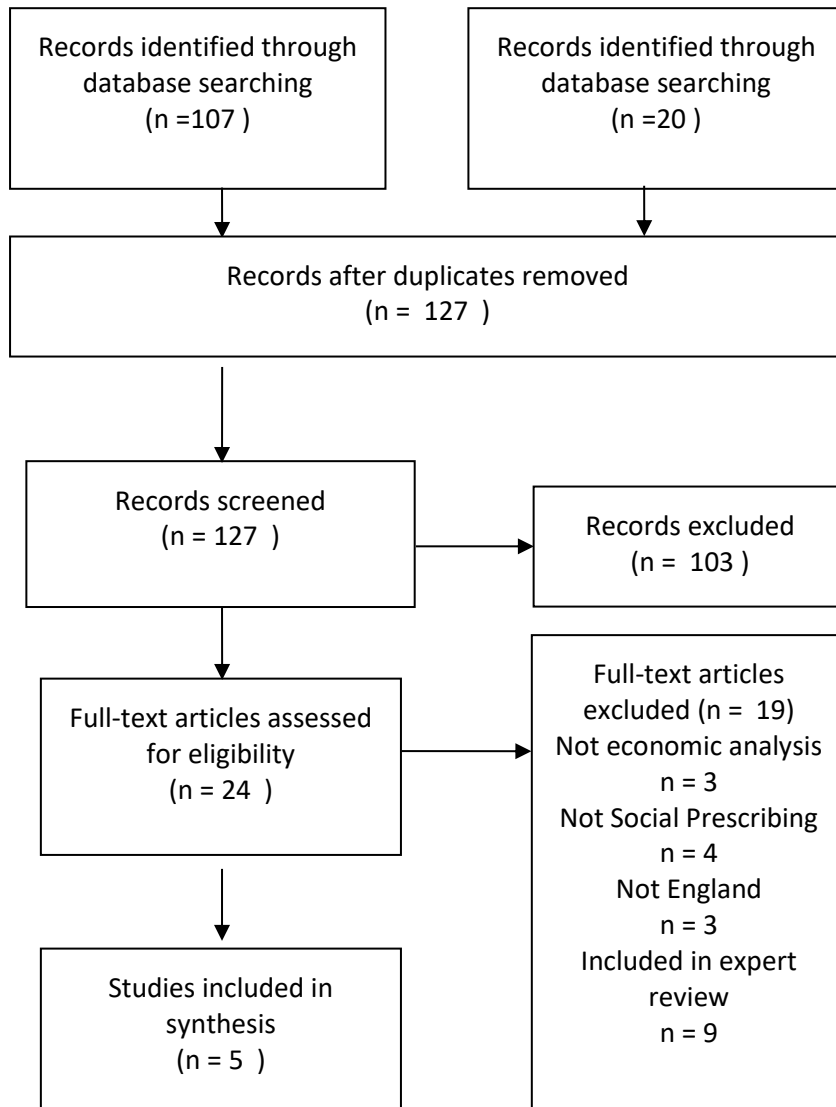 Records identified through
database searching
(n =107 )
Records identified through
database searching
(n =20 )
Records after duplicates removed
(n = 127 )
Records screened
(n = 127 )
Records excluded
(n = 103 )
Full-text articles assessed
for eligibility
(n = 24 )
Full-text articles
excluded (n = 19)
Not economic analysis
n = 3
Not Social Prescribing
n = 4
Not England
n = 3
Included in expert
review
n = 9
Studies included in
synthesis
(n = 5 )